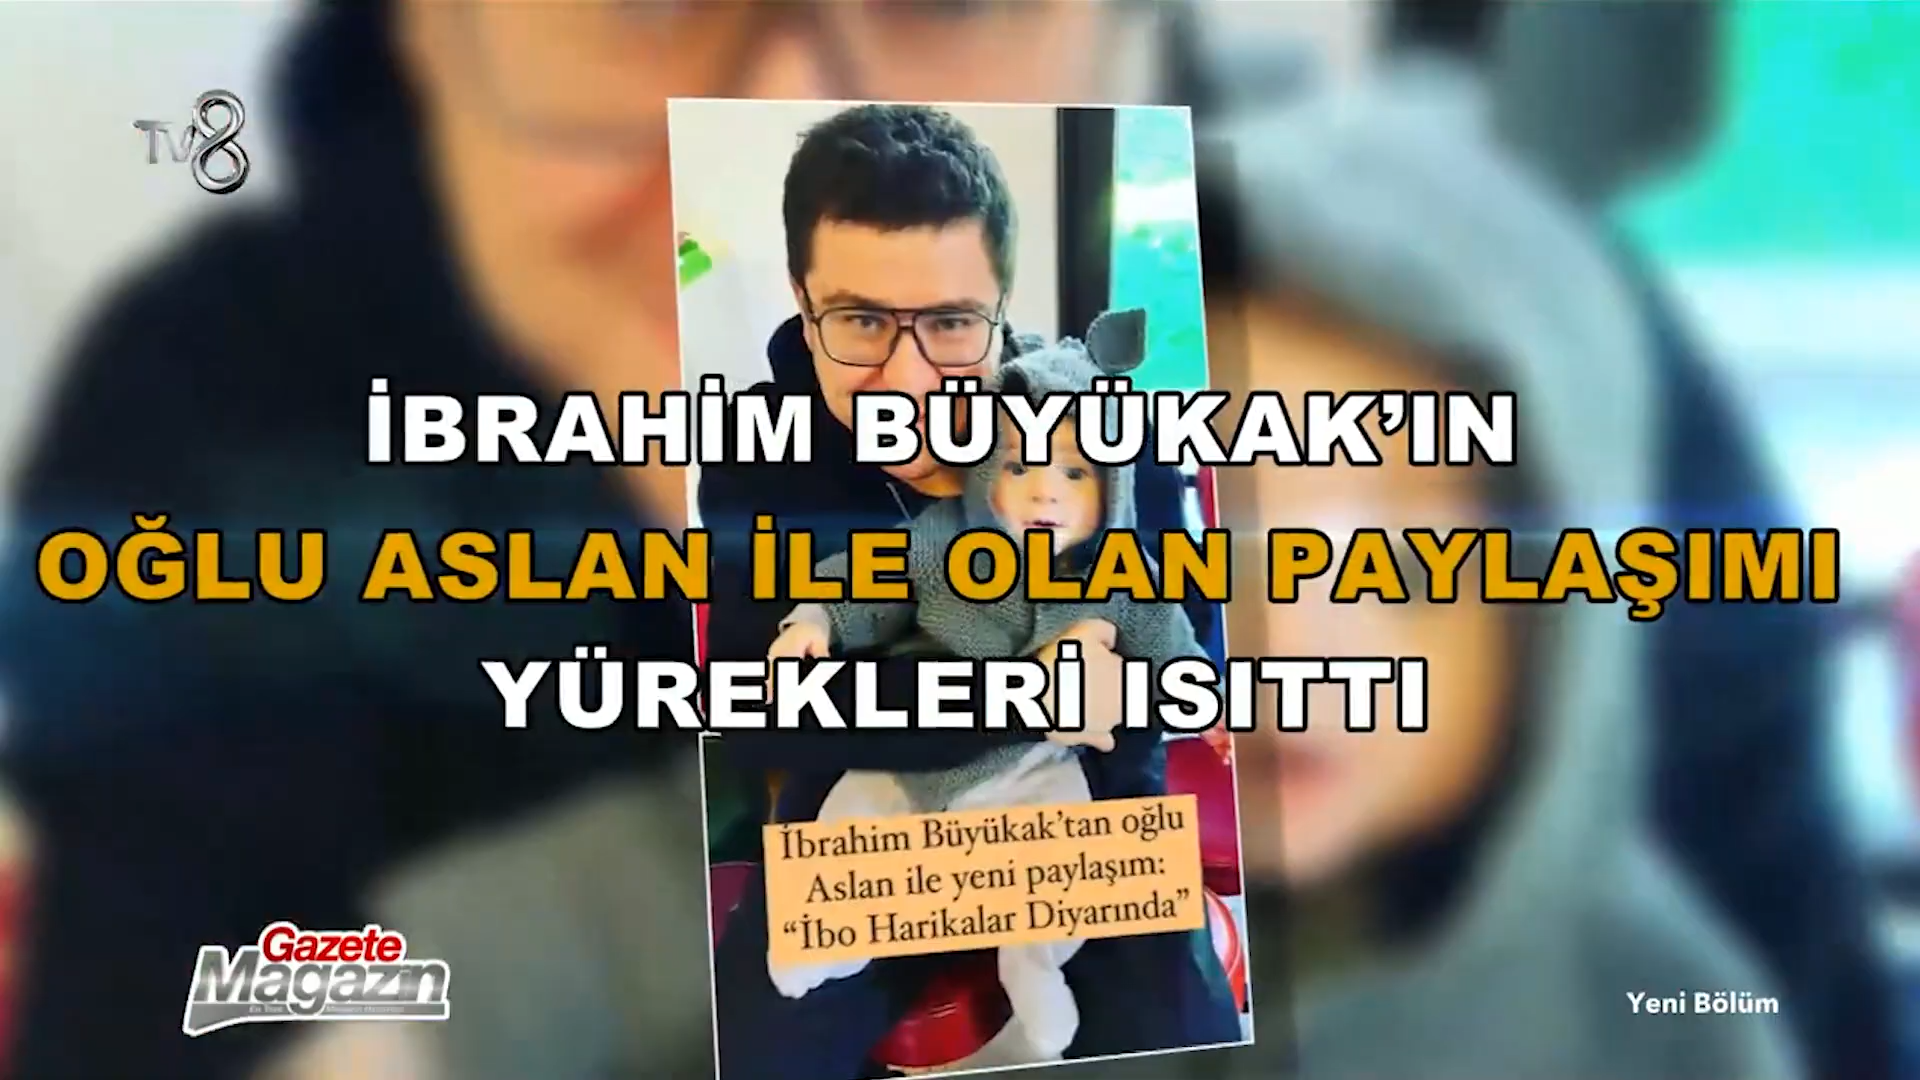 TV8
İBRAHİM BÜYÜKAK’IN
OĞLU ASLAN İLE OLAN PAYLAŞIMI
YÜREKLERİ ISITTI
İbrahim Büyükak’tan oğlu
Aslan ile yeni paylaşım:
“İbo Harikalar Diyarında”
Gazete
Magazin
Yeni Bölüm